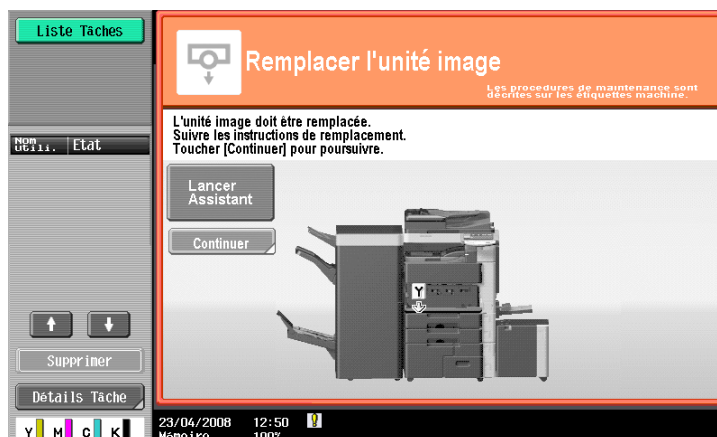 Liste Tâches
Remplacer l'unité image
Les procedures de maintenance sont
décrites sur les étiquettes machine.
L'unité image doit être remplacée.
Suivre les instructions de remplacement.
Toucher [Continuer] pour poursuivre.
Nom
utili. Etat
Lancer
Assistant
Continuer
Y
Supprimer
Détails Tâche
Y M C K
23/04/2008 12:50
Mémoire 100%